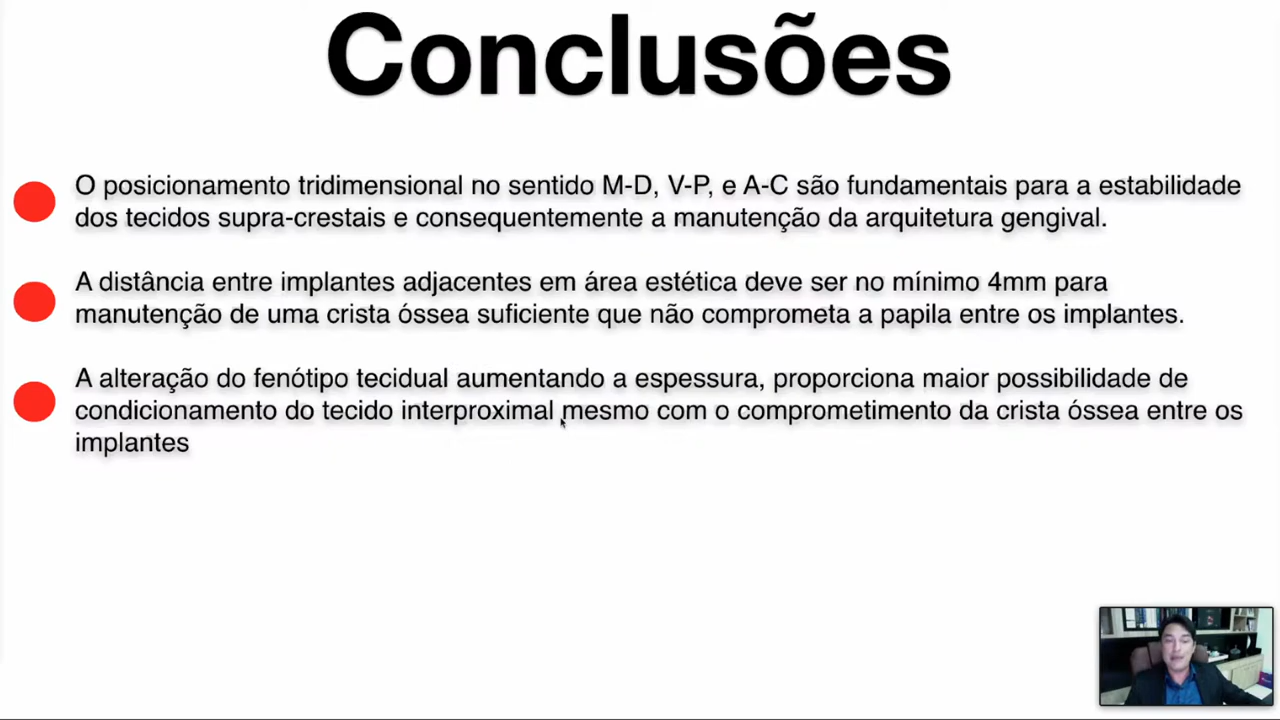 Conclusões
O posicionamento tridimensional no sentido M-D, V-P, e A-C são fundamentais para a estabilidade
dos tecidos supra-crestais e consequentemente a manutenção da arquitetura gengival.
A distância entre implantes adjacentes em área estética deve ser no mínimo 4mm para
manutenção de uma crista óssea suficiente que não comprometa a papila entre os implantes.
A alteração do fenótipo tecidual aumentando a espessura, proporciona maior possibilidade de
condicionamento do tecido interproximal mesmo com o comprometimento da crista óssea entre os
implantes